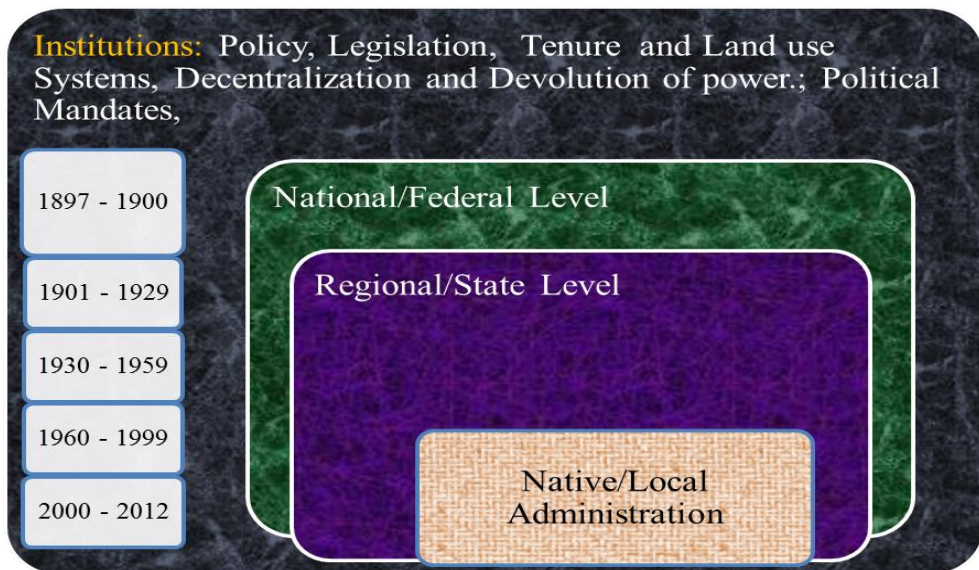 Institutions: Policy, Legislation, Tenure and Land use
Systems, Decentralization and Devolution of power.; Political
Mandates,
1897 - 1900
1901 - 1929
1930 - 1959
1960 - 1999
2000 - 2012
National/Federal Level
Regional/State Level
Native/Local
Administration